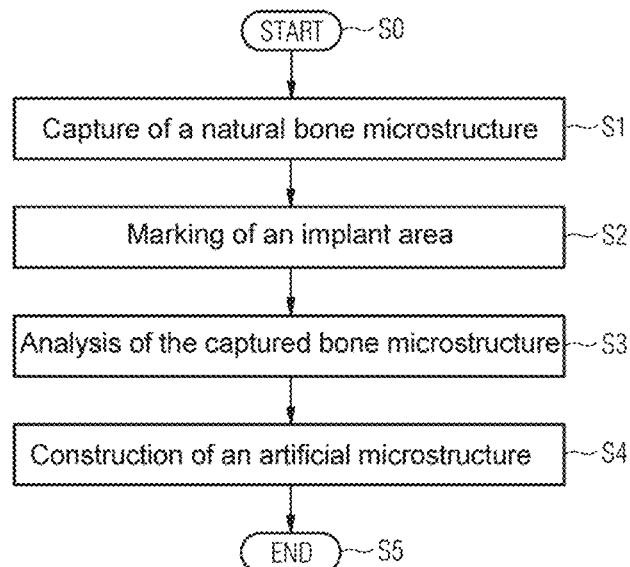 START S0
Capture of a natural bone microstructure S1
Marking of an implant area S2
Analysis of the captured bone microstructure S3
Construction of an artificial microstructure S4
END S5